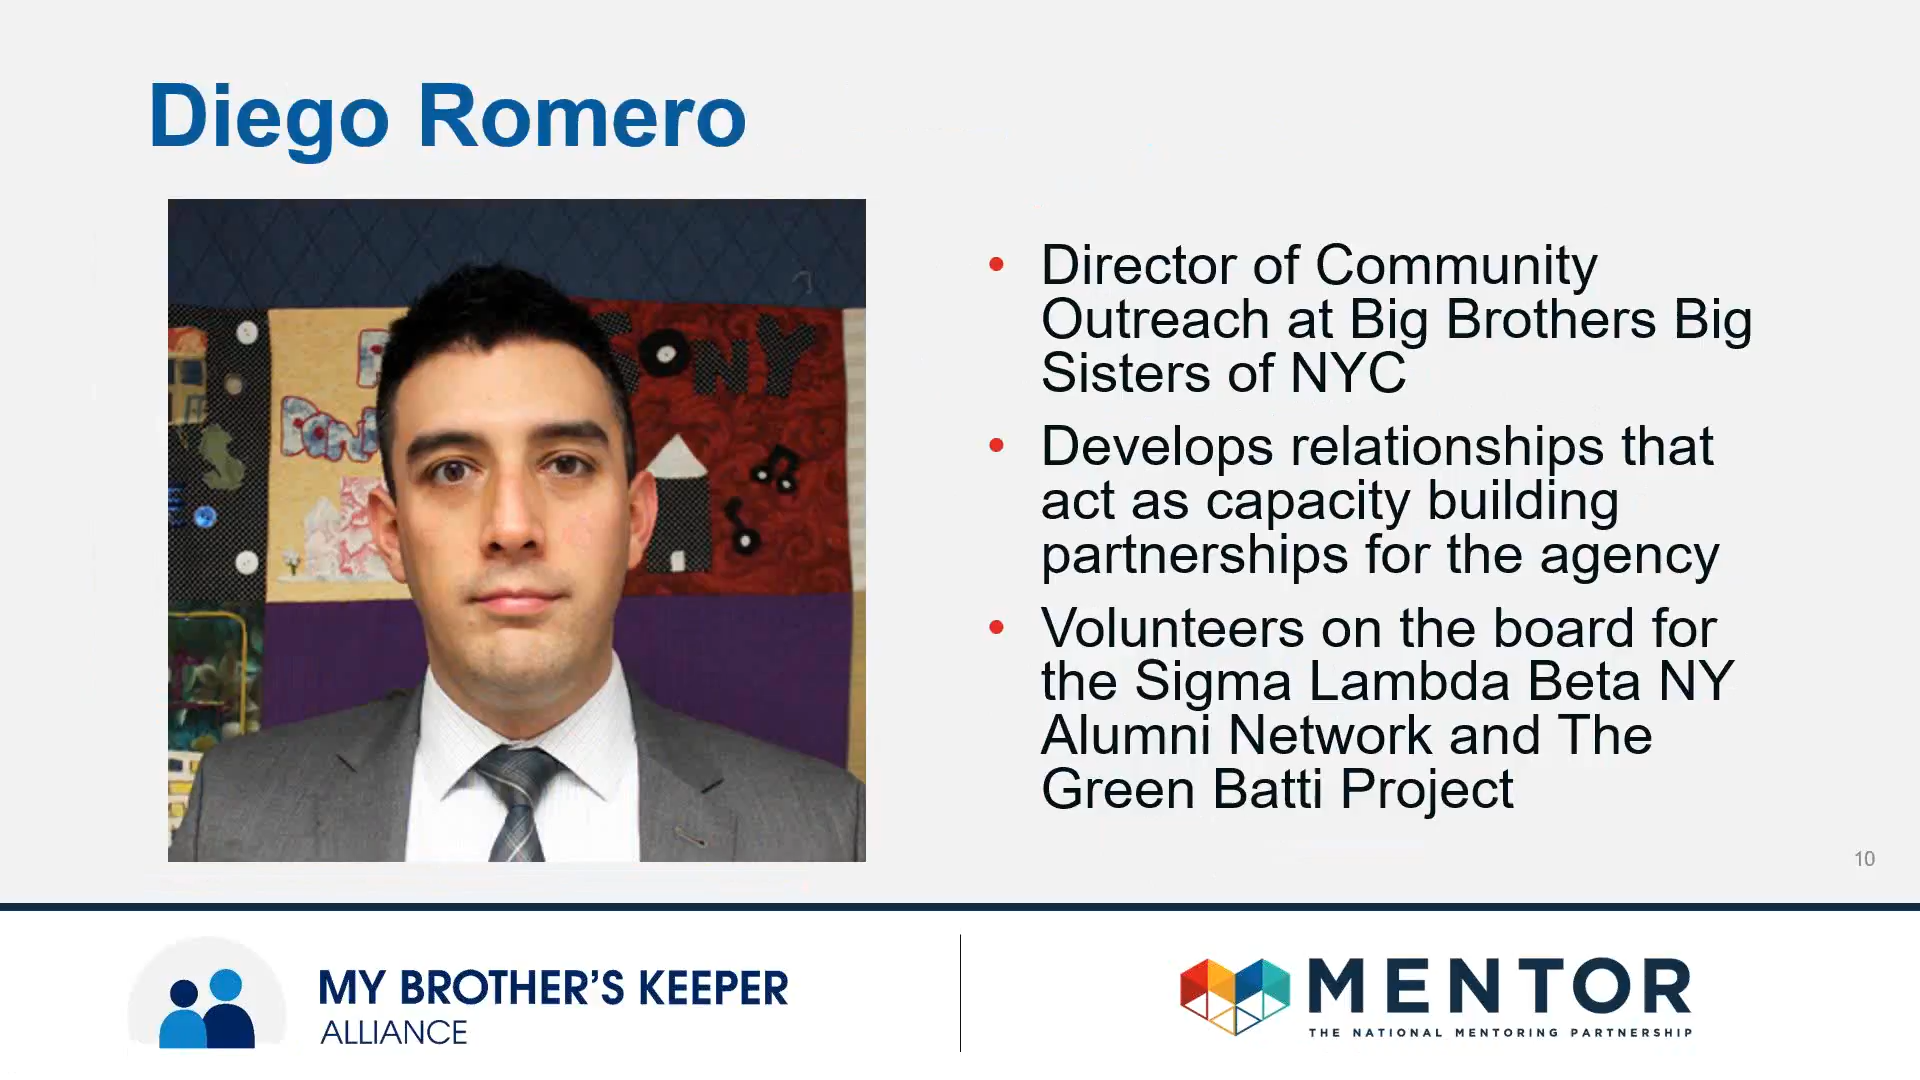 Diego Romero
SONY
• Director of Community
Outreach at Big Brothers Big
Sisters of NYC
• Develops relationships that
act as capacity building
partnerships for the agency
• Volunteers on the board for
the Sigma Lambda Beta NY
Alumni Network and The
Green Batti Project
10
MY BROTHER'S KEEPER
ALLIANCE
MENTOR
THE NATIONAL MENTORING PARTNERSHIP